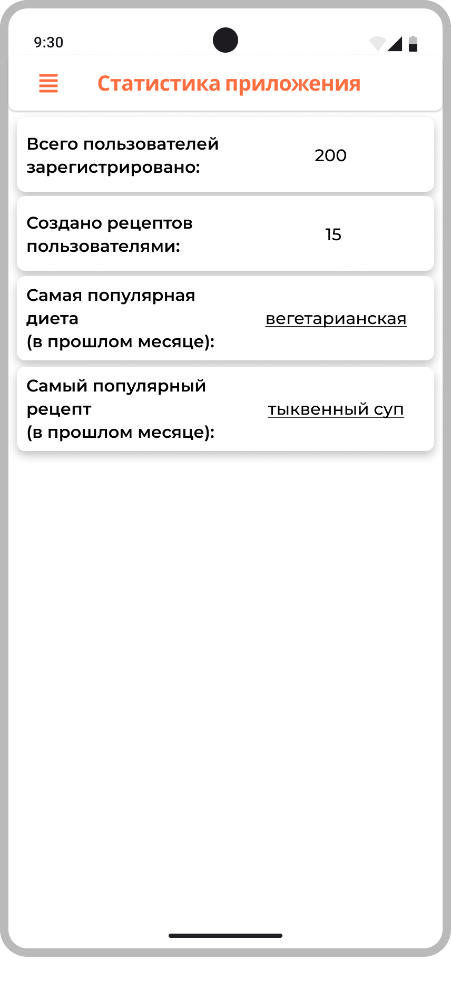 9:30
Статистика приложения
Всего пользователей
зарегистрировано:
200
Создано рецептов
пользователями:
15
Самая популярная
диета
(в прошлом месяце):
вегетарианская
Самый популярный
рецепт
(в прошлом месяце):
тыквенный суп